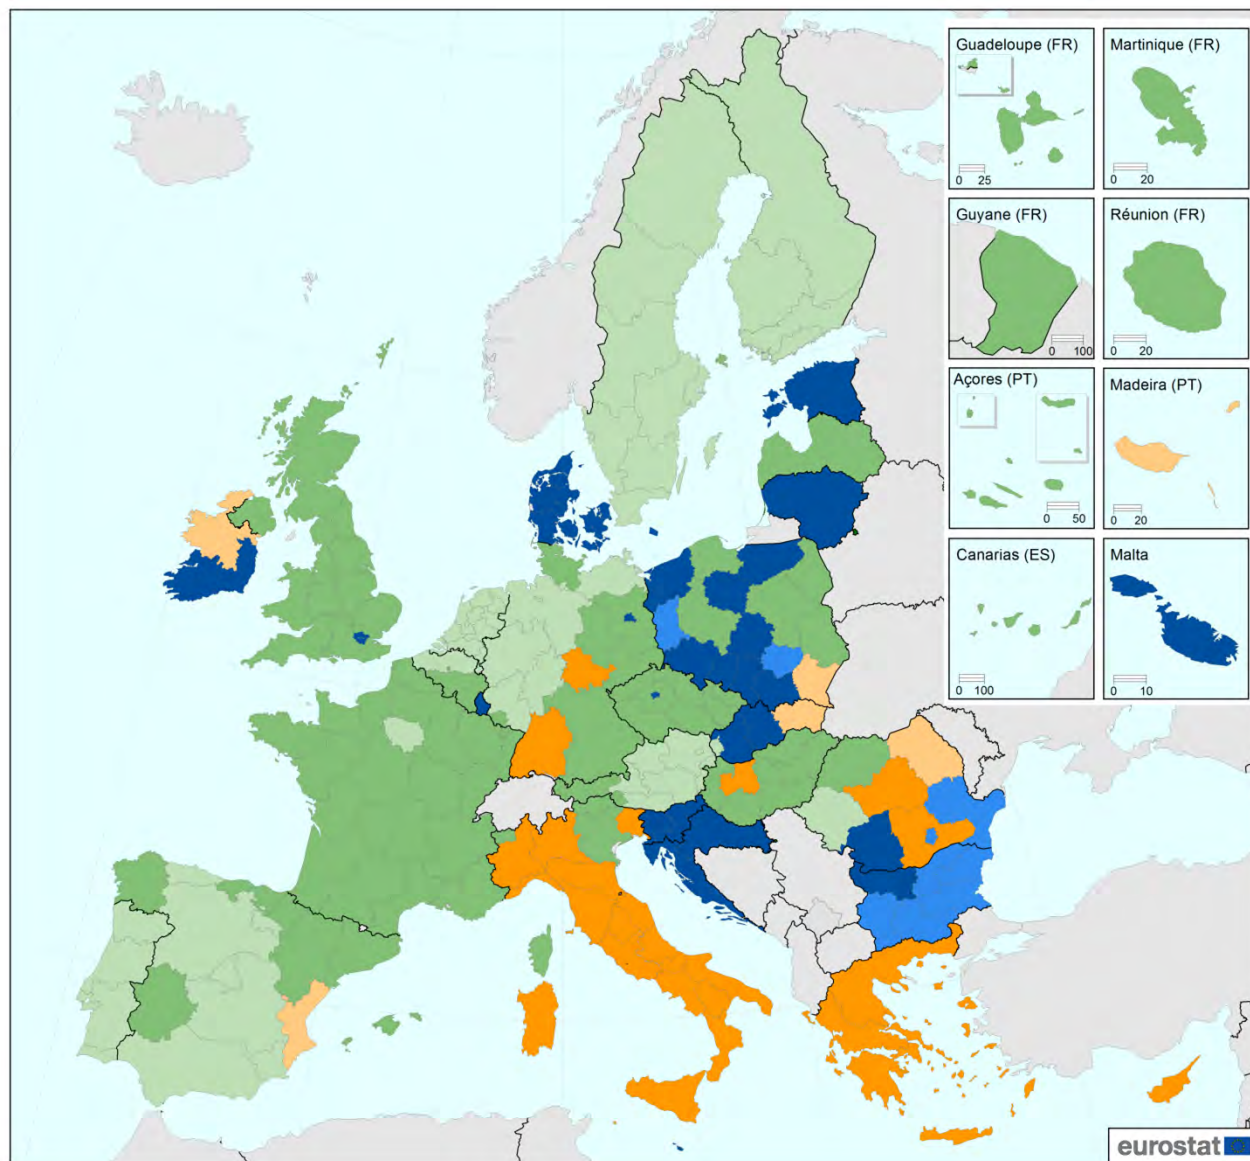 Guadeloupe (FR)
0 25
Martinique (FR)
0 20
Guyane (FR)
0 100
Réunion (FR)
0 20
Açores (PT)
0 50
Madeira (PT)
0 20
Canarias (ES)
0 100
Malta
0 10
eurostat